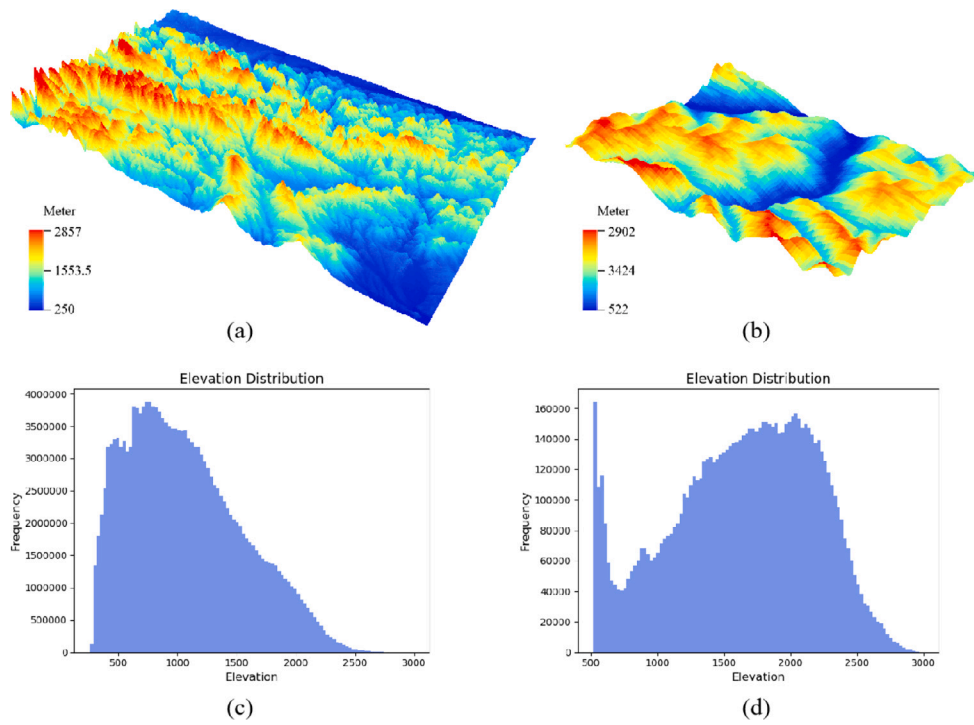 Meter
2857
1553.5
250
(a)
Meter
2902
3424
522
(b)
Elevation Distribution
Frequency
4000000
3500000
3000000
2500000
2000000
1500000
1000000
500000
0
500 1000 1500 2000 2500 3000
Elevation
(c)
Elevation Distribution
Frequency
160000
140000
120000
100000
80000
60000
40000
20000
0
500 1000 1500 2000 2500 3000
Elevation
(d)